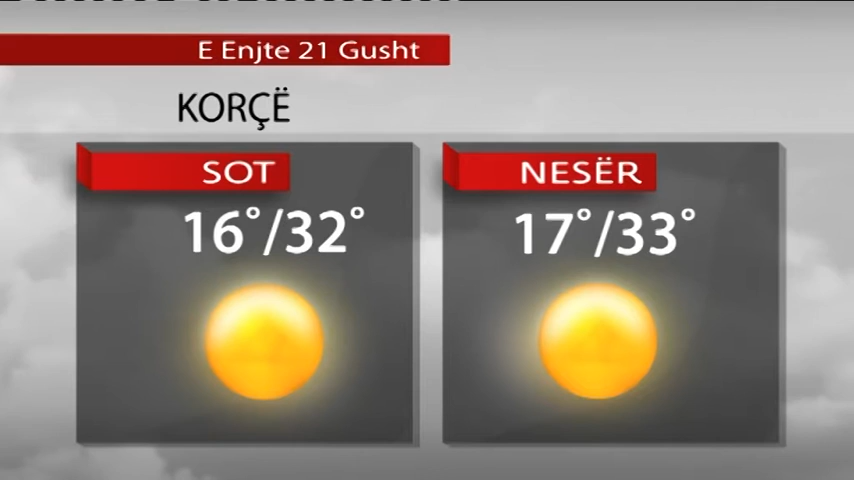 E Enjte 21 Gusht
KORÇË
SOT
16°/32°
NESËR
17°/33°